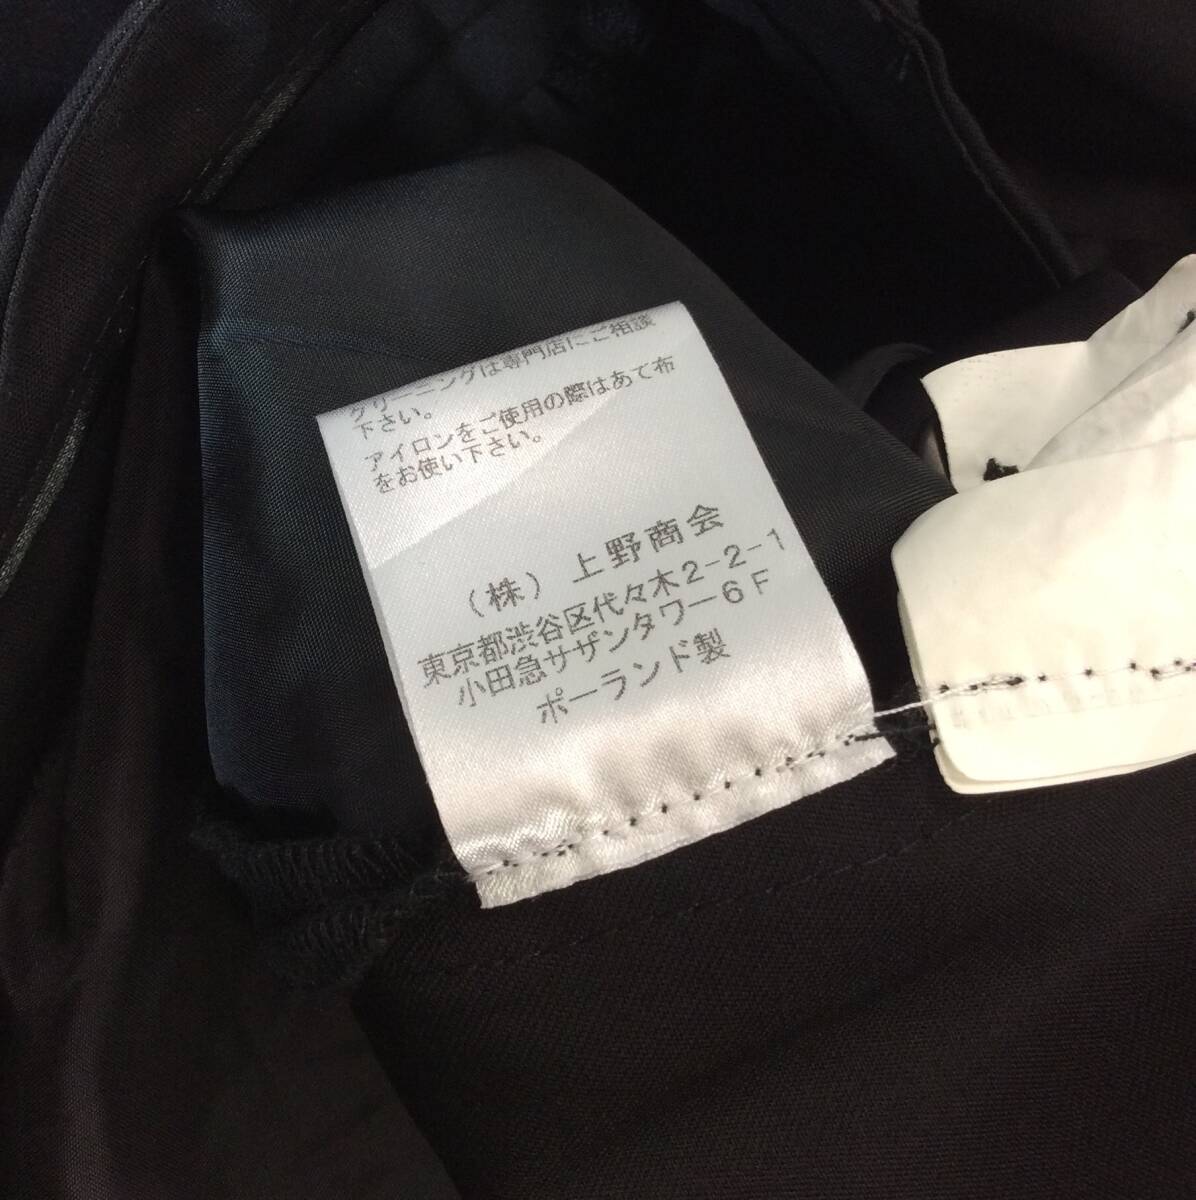 クリーニングは専門店にご相談
下さい。
アイロンをご使用の際はあて布
をお使い下さい。
（株）上野商会
東京都渋谷区代々木2-2-1
小田急サザンタワー6F
ポーランド製